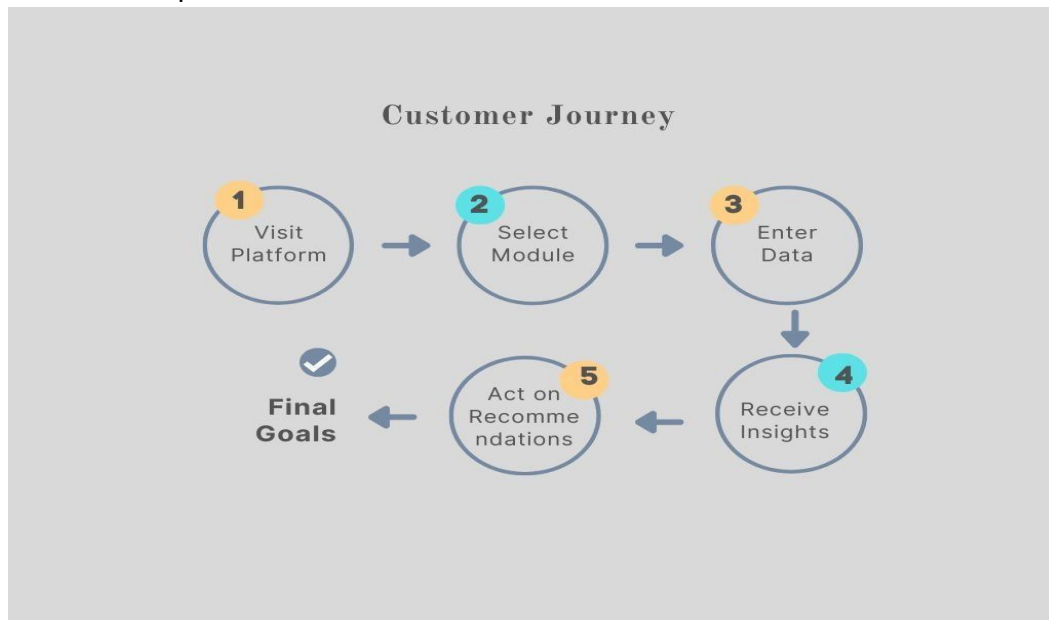 Customer Journey
1
Visit
Platform
2
Select
Module
3
Enter
Data
4
Receive
Insights
5
Act on
Recomme
ndations
Final
Goals